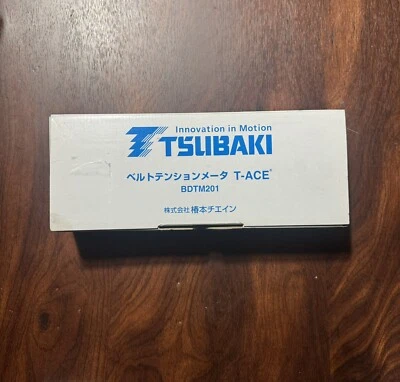 Innovation in Motion
TSUBAKI
ベルトテンションメータ T-ACE®
BDTM201
株式会社 椿本チエイン